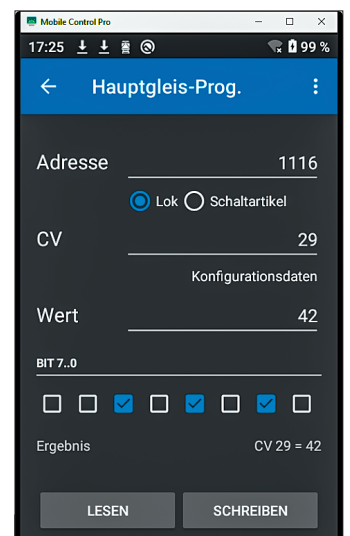 Mobile Control Pro
17:25 99 %
Hauptgleis-Prog.
Adresse 1116
Lok Schaltartikel
CV 29
Konfigurationsdaten
Wert 42
BIT 7..0
Ergebnis CV 29 = 42
LESEN SCHREIBEN